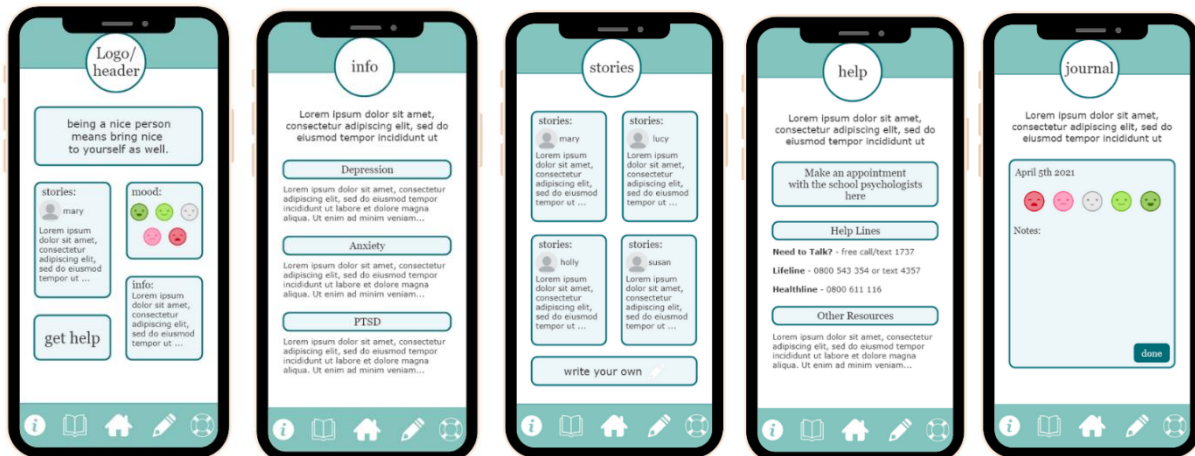 Logo/
header
being a nice person
means bring nice
to yourself as well.
stories:
mary
Lorem ipsum
dolor sit amet,
consectetur
adipiscing elit,
sed do eiusmod
tempor ut ...
mood:
info:
Lorem ipsum
dolor sit amet,
consectetur
adipiscing elit,
sed do eiusmod
tempor ut ...
get help
info
Lorem ipsum dolor sit amet,
consectetur adipiscing elit, sed do
eiusmod tempor incididunt ut
Depression
Lorem ipsum dolor sit amet, consectetur
adipiscing elit, sed do eiusmod tempor
incididunt ut labore et dolore magna
aliqua. Ut enim ad minim veniam...
Anxiety
Lorem ipsum dolor sit amet, consectetur
adipiscing elit, sed do eiusmod tempor
incididunt ut labore et dolore magna
aliqua. Ut enim ad minim veniam...
PTSD
Lorem ipsum dolor sit amet, consectetur
adipiscing elit, sed do eiusmod tempor
incididunt ut labore et dolore magna
aliqua. Ut enim ad minim veniam...
stories
stories:
mary
Lorem ipsum
dolor sit amet,
consectetur
adipiscing elit,
sed do eiusmod
tempor ut ...
stories:
lucy
Lorem ipsum
dolor sit amet,
consectetur
adipiscing elit,
sed do eiusmod
tempor ut ...
stories:
holly
Lorem ipsum
dolor sit amet,
consectetur
adipiscing elit,
sed do eiusmod
tempor ut ...
stories:
susan
Lorem ipsum
dolor sit amet,
consectetur
adipiscing elit,
sed do eiusmod
tempor ut ...
write your own
help
Lorem ipsum dolor sit amet,
consectetur adipiscing elit, sed do
eiusmod tempor incididunt ut
Make an appointment
with the school psychologists
here
Help Lines
Need to Talk? - free call/text 1737
Lifeline - 0800 543 354 or text 4357
Healthline - 0800 611 116
Other Resources
Lorem ipsum dolor sit amet, consectetur
adipiscing elit, sed do eiusmod tempor
incididunt ut labore et dolore magna
aliqua. Ut enim ad minim veniam...
journal
Lorem ipsum dolor sit amet,
consectetur adipiscing elit, sed do
eiusmod tempor incididunt ut
April 5th 2021
Notes:
done